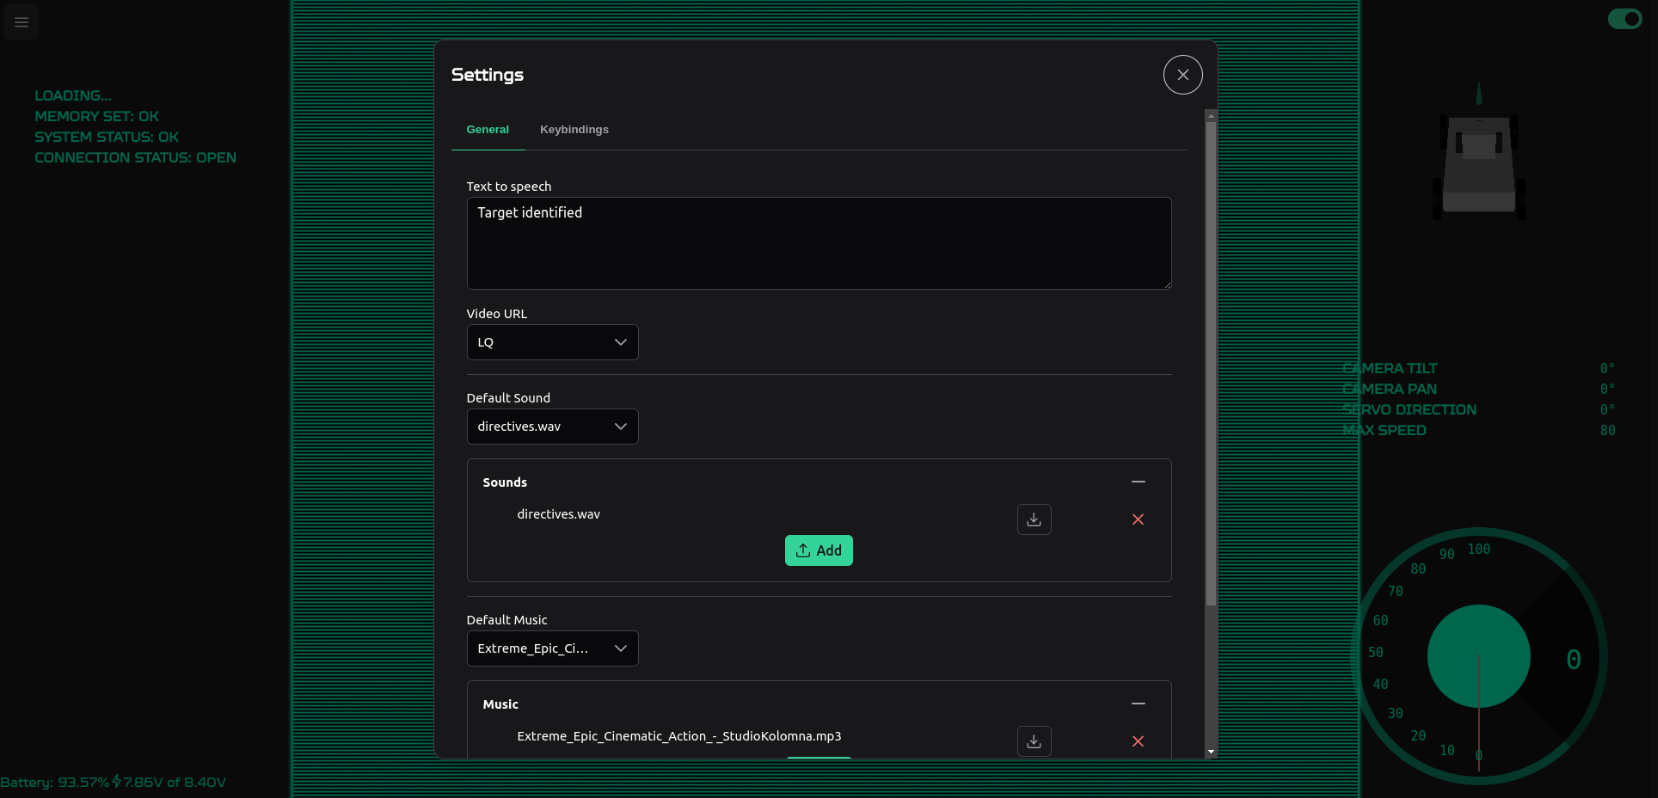 LOADING...
MEMORY SET: OK
SYSTEM STATUS: OK
CONNECTION STATUS: OPEN
Settings
General Keybindings
Text to speech
Target identified
Video URL
LQ
Default Sound
directives.wav
Sounds
directives.wav
Add
Default Music
Extreme_Epic_Ci...
Music
Extreme_Epic_Cinematic_Action_-_StudioKolomna.mp3
CAMERA TILT 0°
CAMERA PAN 0°
SERVO DIRECTION 0°
MAX SPEED 80
100
90
80
70
60
50
40
30
20
10
0
0
Battery: 93.57% 7.86V of 8.40V